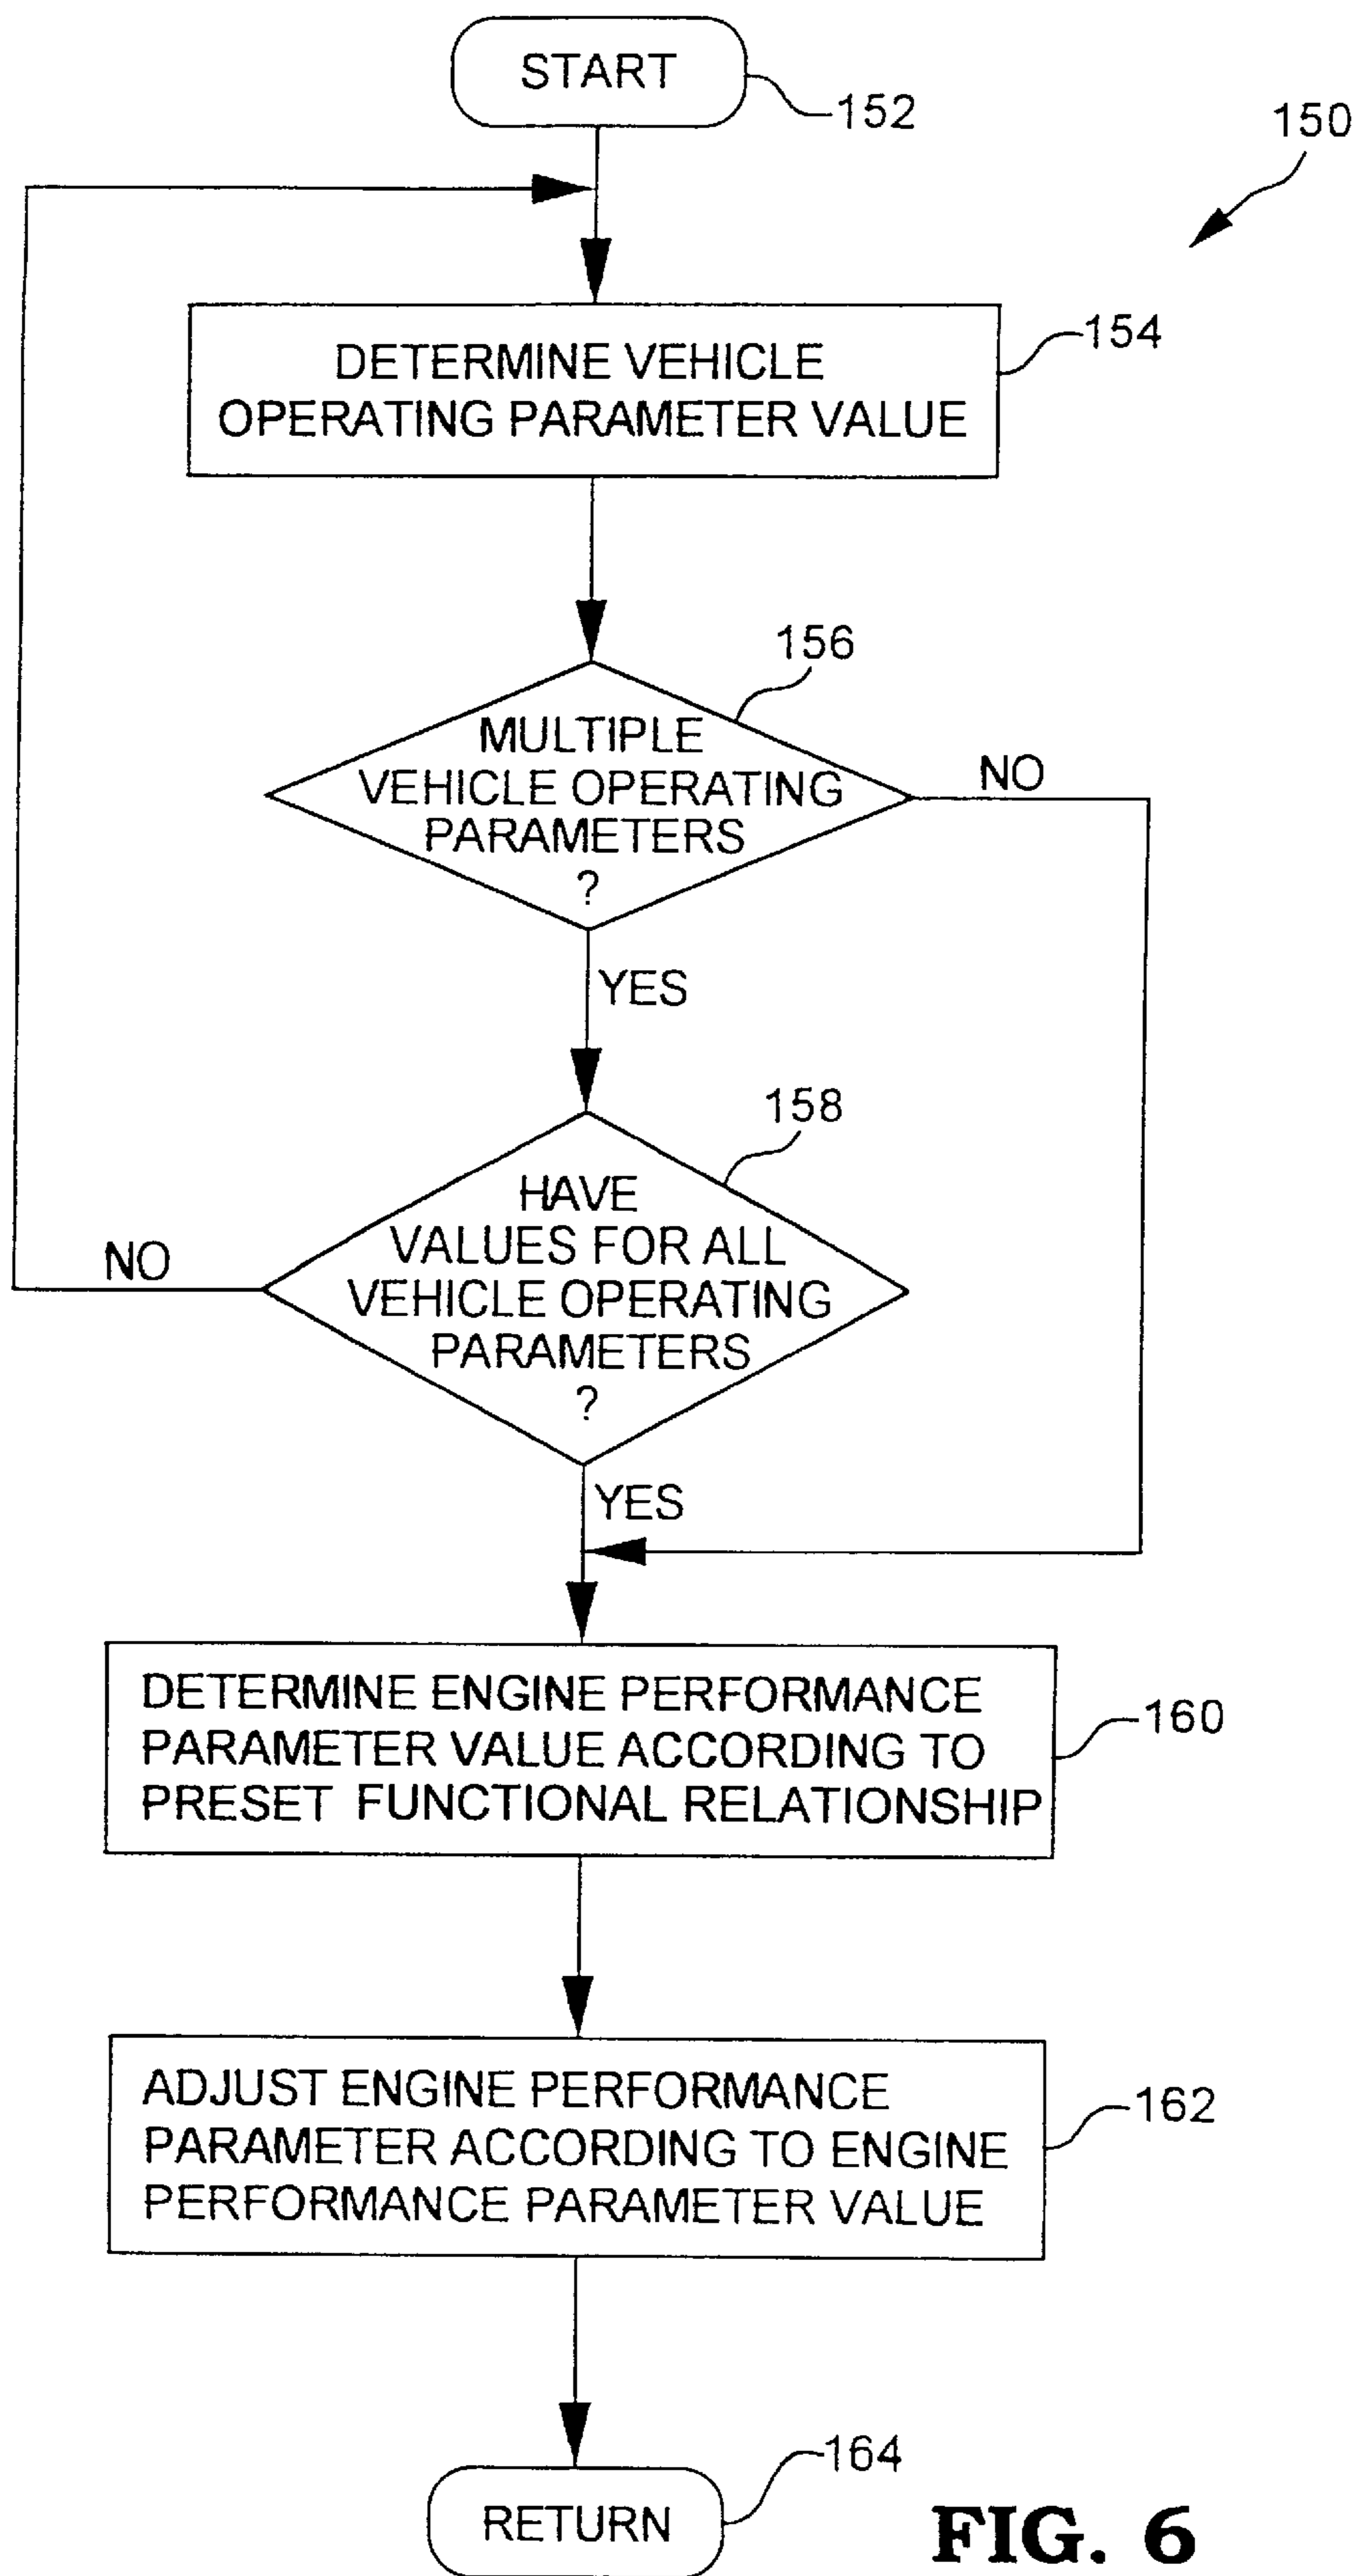 START
152
150
DETERMINE VEHICLE
OPERATING PARAMETER VALUE
154
156
MULTIPLE
VEHICLE OPERATING
PARAMETERS
?
NO
YES
158
HAVE
VALUES FOR ALL
VEHICLE OPERATING
PARAMETERS
?
NO
YES
DETERMINE ENGINE PERFORMANCE
PARAMETER VALUE ACCORDING TO
PRESET FUNCTIONAL RELATIONSHIP
160
ADJUST ENGINE PERFORMANCE
PARAMETER ACCORDING TO ENGINE
PERFORMANCE PARAMETER VALUE
162
164
RETURN
FIG. 6